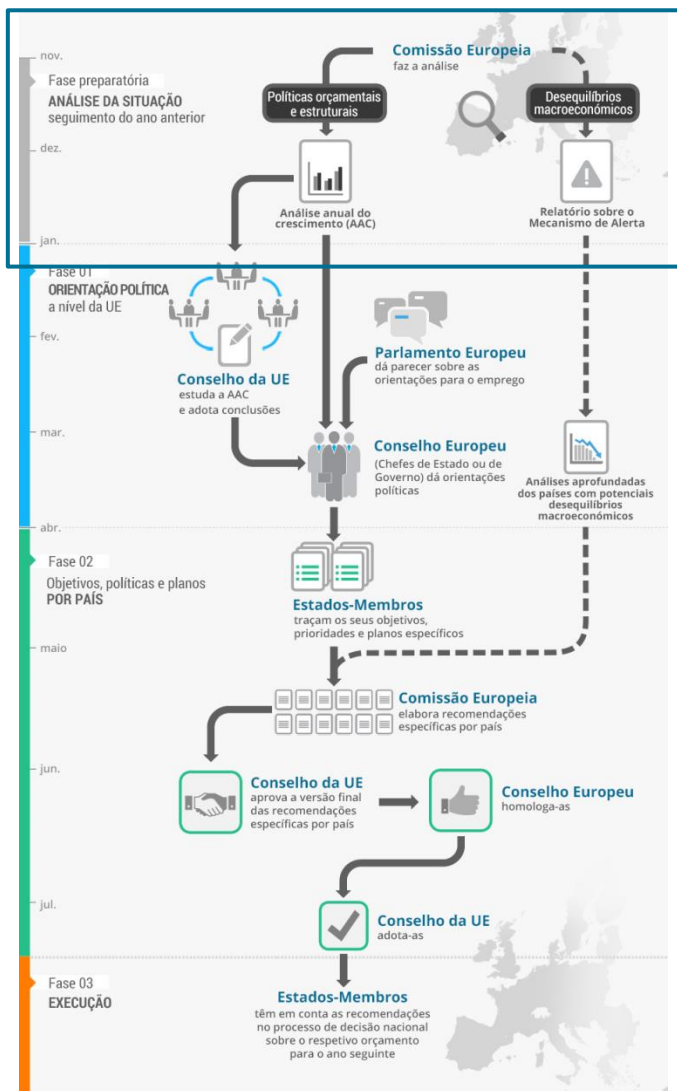 nov.
Fase preparatória
ANÁLISE DA SITUAÇÃO
seguimento do ano anterior
Comissão Europeia
faz a análise
Políticas orçamentais
e estruturais
Desequilíbrios
macroeconómicos
dez.
Análise anual do
crescimento (AAC)
Relatório sobre o
Mecanismo de Alerta
jan.
Fase 01
ORIENTAÇÃO POLÍTICA
a nível da UE
fev.
Conselho da UE
estuda a AAC
e adota conclusões
Parlamento Europeu
dá parecer sobre as
orientações para o emprego
mar.
Conselho Europeu
(Chefes de Estado ou de
Governo) dá orientações
políticas
Análises aprofundadas
dos países com potenciais
desequilíbrios
macroeconómicos
abr.
Fase 02
Objetivos, políticas e planos
POR PAÍS
Estados-Membros
traçam os seus objetivos,
prioridades e planos específicos
maio
Comissão Europeia
elabora recomendações
específicas por país
jun.
Conselho da UE
aprova a versão final
das recomendações
específicas por país
Conselho Europeu
homologa-as
jul.
Conselho da UE
adota-as
Fase 03
EXECUÇÃO
Estados-Membros
têm em conta as recomendações
no processo de decisão nacional
sobre o respetivo orçamento
para o ano seguinte